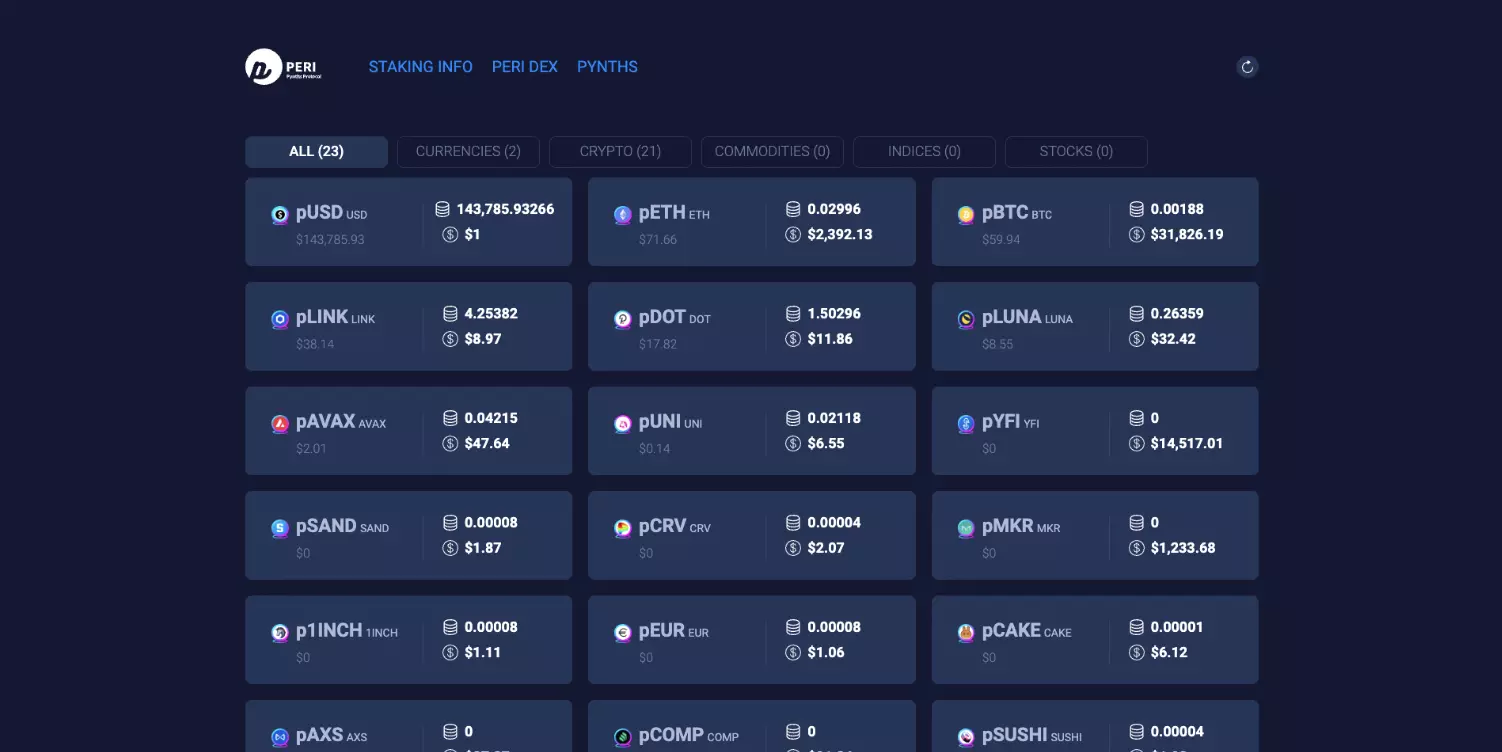 PERI
Pynths Protocol
STAKING INFO PERI DEX PYNTHS
ALL (23) CURRENCIES (2) CRYPTO (21) COMMODITIES (0) INDICES (0) STOCKS (0)
pUSD USD 143,785.93266
$143,785.93 $1
pETH ETH 0.02996
$71.66 $2,392.13
pBTC BTC 0.00188
$59.94 $31,826.19
pLINK LINK 4.25382
$38.14 $8.97
pDOT DOT 1.50296
$17.82 $11.86
pLUNA LUNA 0.26359
$8.55 $32.42
pAVAX AVAX 0.04215
$2.01 $47.64
pUNI UNI 0.02118
$0.14 $6.55
pYFI YFI 0
$0 $14,517.01
pSAND SAND 0.00008
$0 $1.87
pCRV CRV 0.00004
$0 $2.07
pMKR MKR 0
$0 $1,233.68
p1INCH 1INCH 0.00008
$0 $1.11
pEUR EUR 0.00008
$0 $1.06
pCAKE CAKE 0.00001
$0 $6.12
pAXS AXS 0
pCOMP COMP 0
pSUSHI SUSHI 0.00004